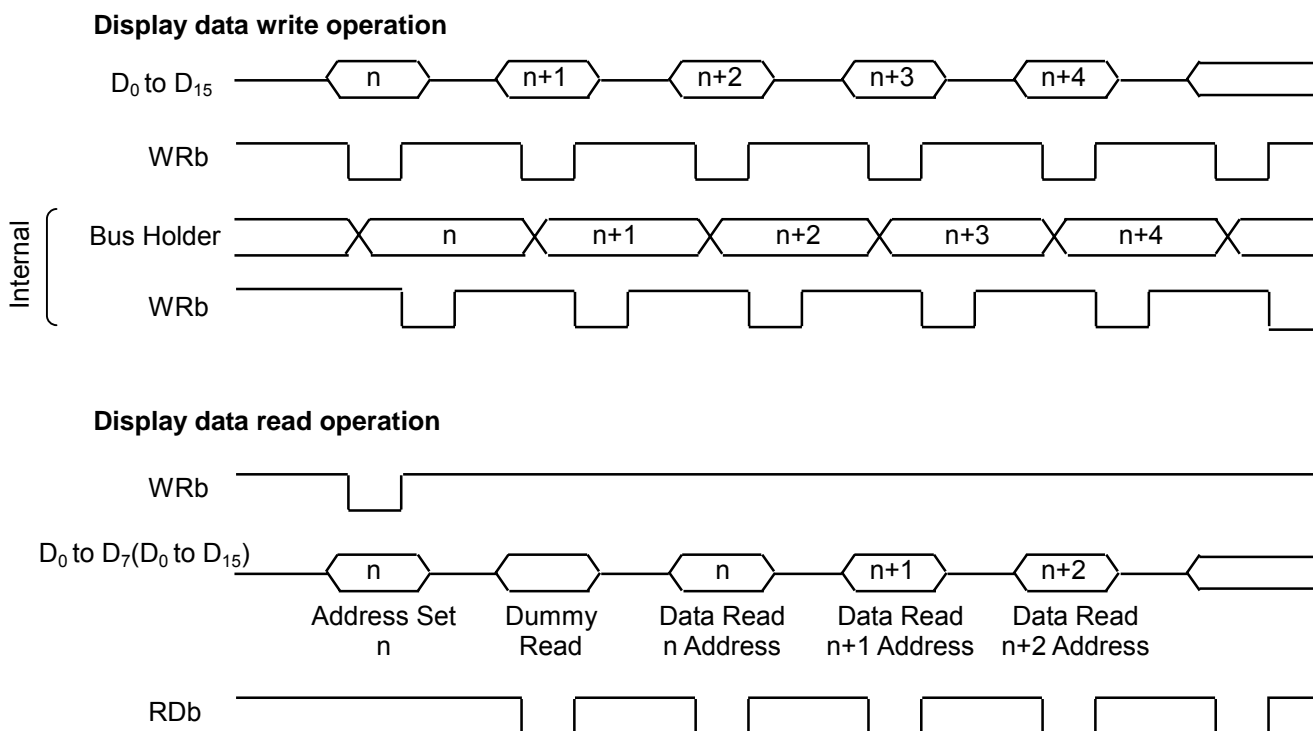 Display data write operation
D₀ to D₁₅
n n+1 n+2 n+3 n+4
WRb
Internal
Bus Holder
n n+1 n+2 n+3 n+4
WRb
Display data read operation
WRb
D₀ to D₇(D₀ to D₁₅)
n n n+1 n+2
Address Set Dummy Data Read Data Read Data Read
n Read n Address n+1 Address n+2 Address
RDb